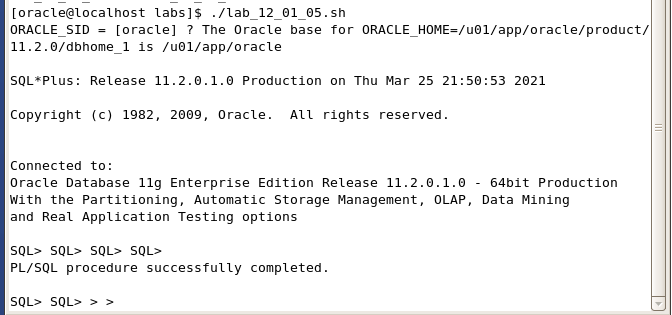 [oracle@localhost labs]$ ./lab_12_01_05.sh
ORACLE_SID = [oracle] ? The Oracle base for ORACLE_HOME=/u01/app/oracle/product/
11.2.0/dbhome_1 is /u01/app/oracle
SQL*Plus: Release 11.2.0.1.0 Production on Thu Mar 25 21:50:53 2021
Copyright (c) 1982, 2009, Oracle.  All rights reserved.
Connected to:
Oracle Database 11g Enterprise Edition Release 11.2.0.1.0 - 64bit Production
With the Partitioning, Automatic Storage Management, OLAP, Data Mining
and Real Application Testing options
SQL> SQL> SQL> SQL>
PL/SQL procedure successfully completed.
SQL> SQL> > >